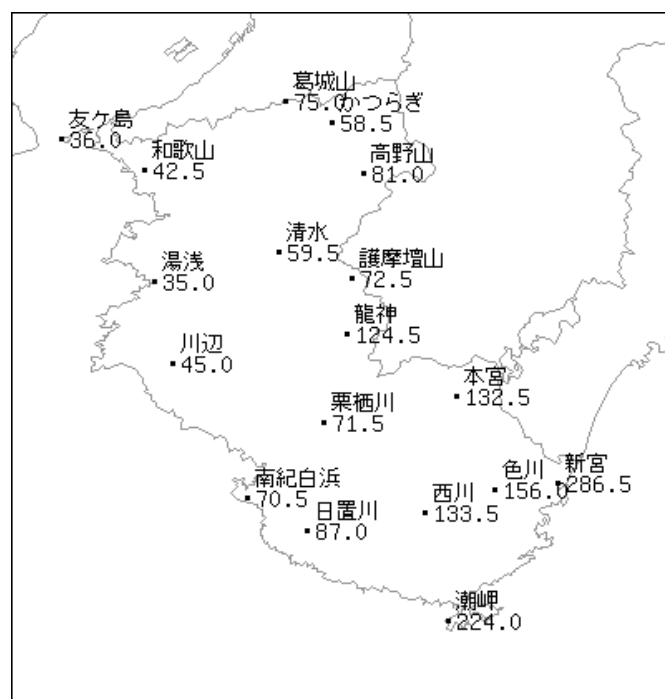 葛城山
75.0
かつらぎ
58.5
友ケ島
36.0
和歌山
42.5
高野山
81.0
清水
59.5
護摩壇山
72.5
湯浅
35.0
龍神
124.5
川辺
45.0
本宮
132.5
栗栖川
71.5
新宮
286.5
色川
156.0
南紀白浜
70.5
西川
133.5
日置川
87.0
潮岬
224.0